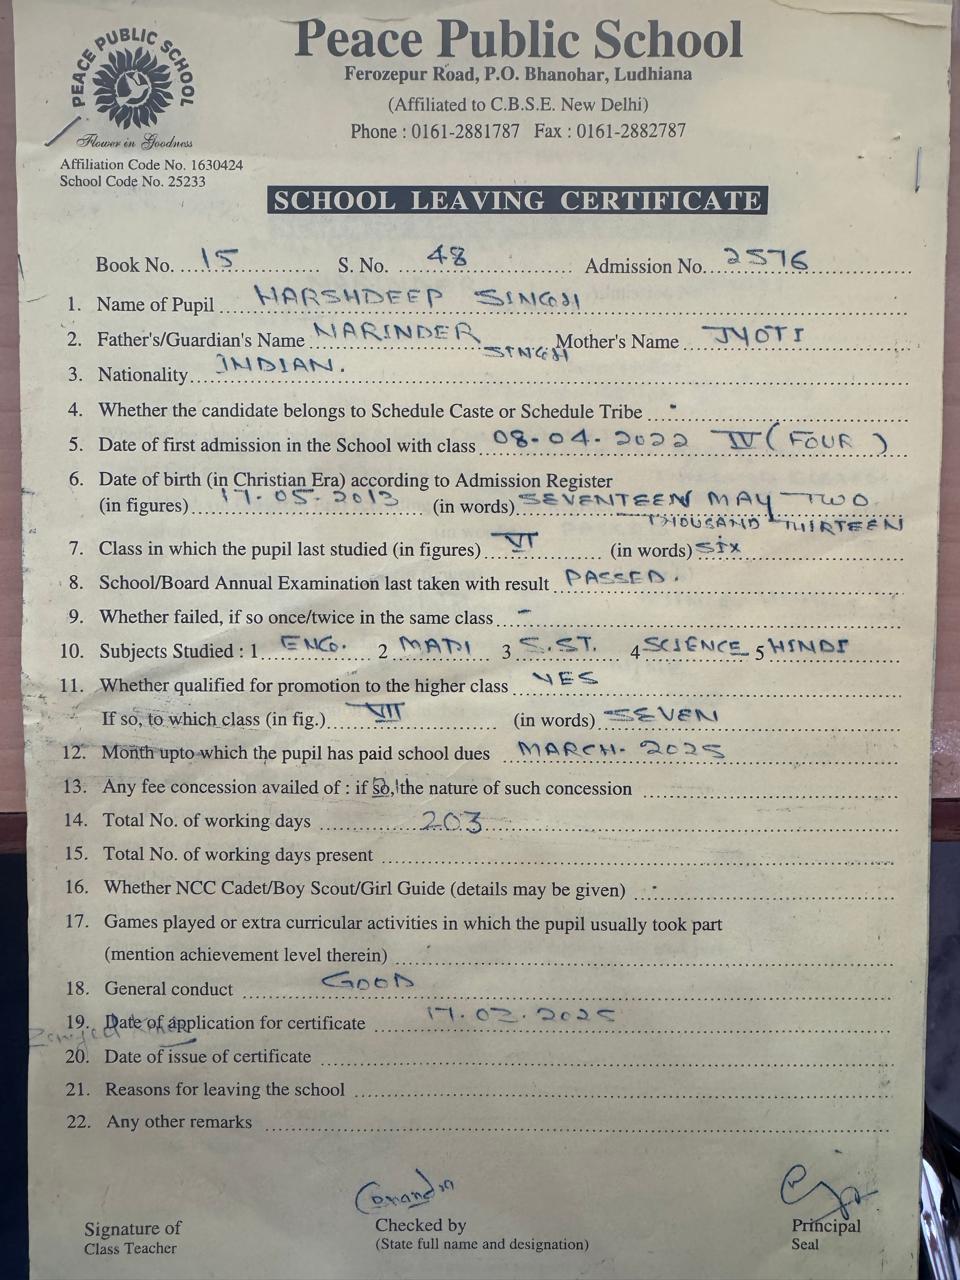 PEACE PUBLIC SCHOOL
Flower in Goodness
Affiliation Code No. 1630424
School Code No. 25233
Peace Public School
Ferozepur Road, P.O. Bhanohar, Ludhiana
(Affiliated to C.B.S.E. New Delhi)
Phone : 0161-2881787 Fax : 0161-2882787
SCHOOL LEAVING CERTIFICATE
Book No. 15 S. No. 48 Admission No. 2576
1. Name of Pupil HARSHDEEP SINGH
2. Father's/Guardian's Name NARINDER SINGH Mother's Name JYOTI
3. Nationality INDIAN.
4. Whether the candidate belongs to Schedule Caste or Schedule Tribe -
5. Date of first admission in the School with class 08-04-2022 IV (FOUR)
6. Date of birth (in Christian Era) according to Admission Register
(in figures) 17.05.2013 (in words) SEVENTEEN MAY TWO
THOUSAND THIRTEEN
7. Class in which the pupil last studied (in figures) VI (in words) SIX
8. School/Board Annual Examination last taken with result PASSED.
9. Whether failed, if so once/twice in the same class -
10. Subjects Studied : 1 ENG. 2 MATH 3 S.ST. 4 SCIENCE 5 HINDI
11. Whether qualified for promotion to the higher class YES
If so, to which class (in fig.) VII (in words) SEVEN
12. Month upto which the pupil has paid school dues MARCH-2025
13. Any fee concession availed of : if so, the nature of such concession
14. Total No. of working days 203
15. Total No. of working days present
16. Whether NCC Cadet/Boy Scout/Girl Guide (details may be given) -
17. Games played or extra curricular activities in which the pupil usually took part
(mention achievement level therein)
18. General conduct GOOD
19. Date of application for certificate 17.02.2025
20. Date of issue of certificate
21. Reasons for leaving the school
22. Any other remarks
Signature of
Class Teacher
Checked by
(State full name and designation)
Principal
Seal